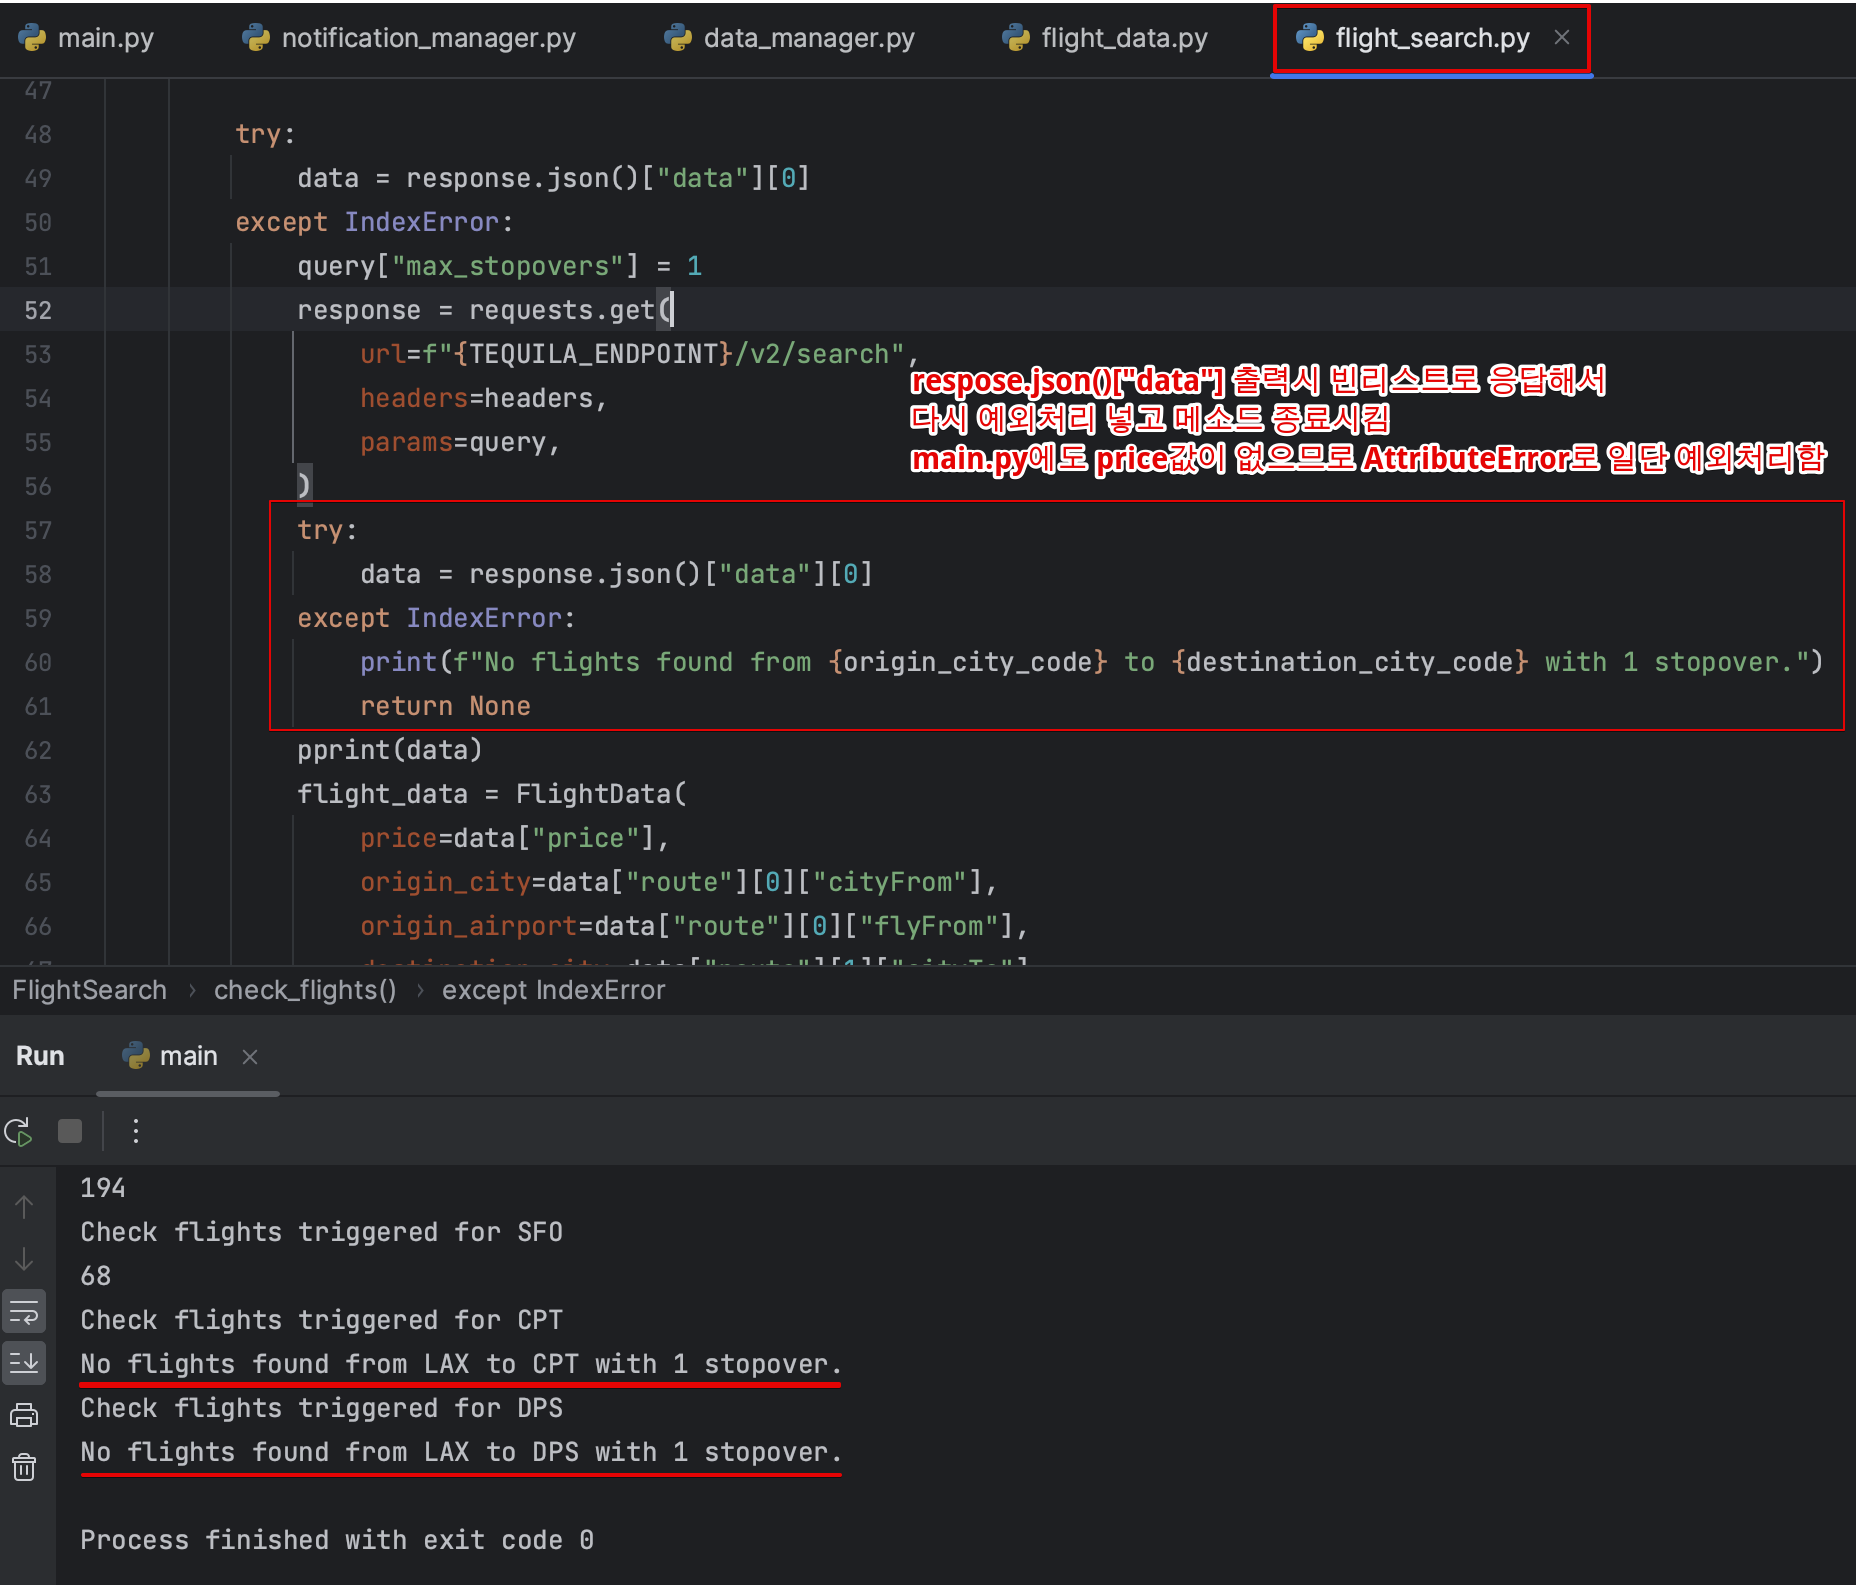 main.py notification_manager.py data_manager.py flight_data.py flight_search.py
47
48 try:
49 data = response.json()["data"][0]
50 except IndexError:
51 query["max_stopovers"] = 1
52 response = requests.get(
53 url=f"{TEQUILA_ENDPOINT}/v2/search",
54 headers=headers,
55 params=query,
56 )
respose.json()["data"] 출력시 빈리스트로 응답해서
다시 예외처리 넣고 메소드 종료시킴
main.py에도 price값이 없으므로 AttributeError로 일단 예외처리함
57 try:
58 data = response.json()["data"][0]
59 except IndexError:
60 print(f"No flights found from {origin_city_code} to {destination_city_code} with 1 stopover.")
61 return None
62 pprint(data)
63 flight_data = FlightData(
64 price=data["price"],
65 origin_city=data["route"][0]["cityFrom"],
66 origin_airport=data["route"][0]["flyFrom"],
FlightSearch › check_flights() › except IndexError
Run main
194
Check flights triggered for SFO
68
Check flights triggered for CPT
No flights found from LAX to CPT with 1 stopover.
Check flights triggered for DPS
No flights found from LAX to DPS with 1 stopover.
Process finished with exit code 0